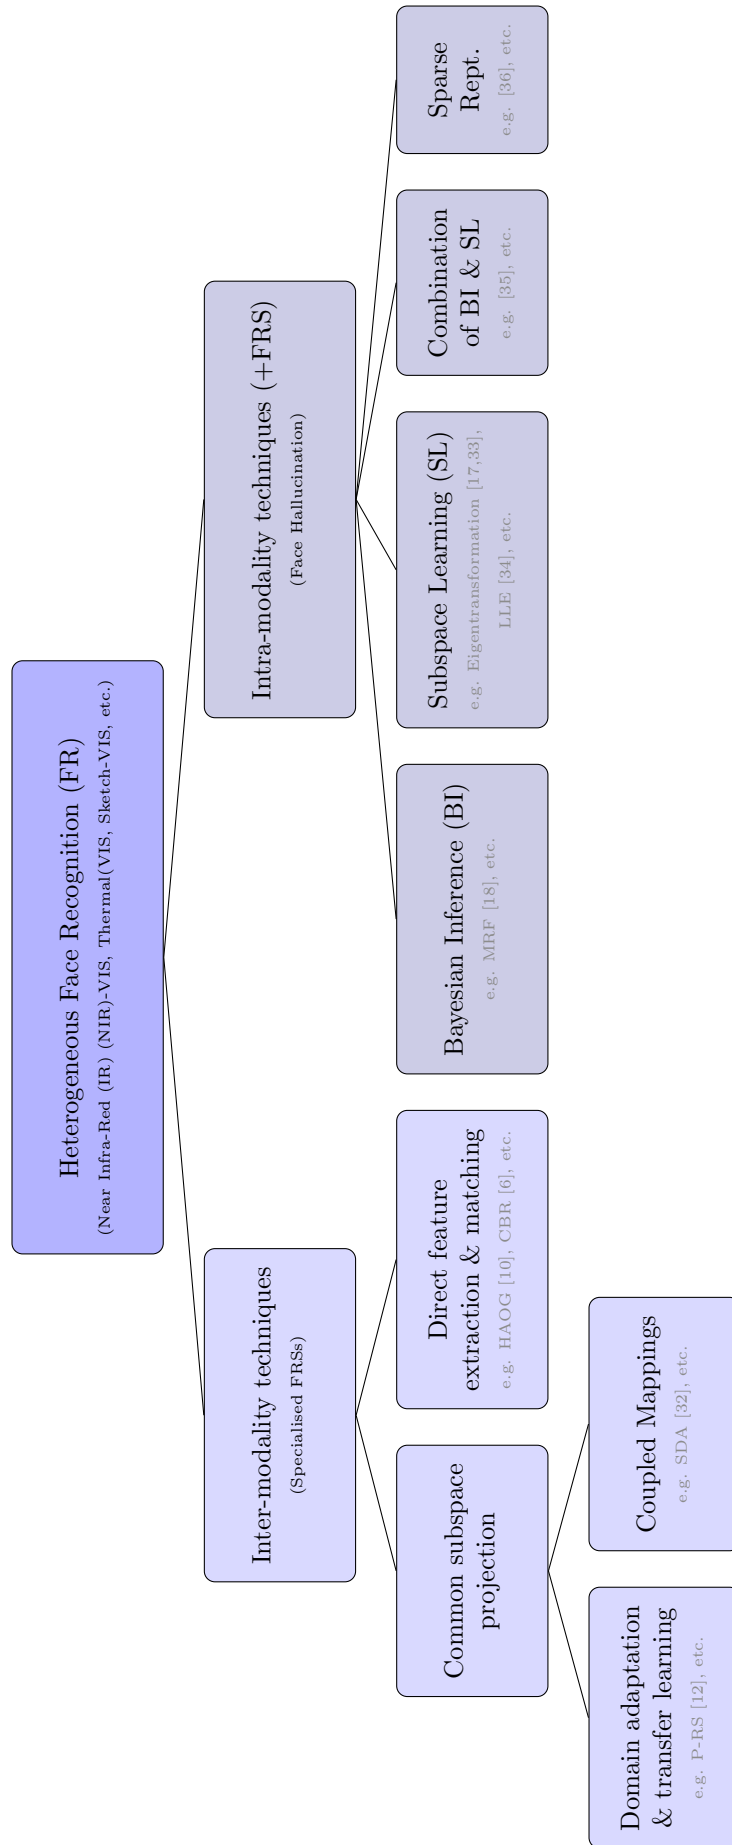 Heterogeneous Face Recognition (FR)
(Near Infra-Red (IR) (NIR)-VIS, Thermal(VIS, Sketch-VIS, etc.)
Inter-modality techniques
(Specialised FRSs)
Intra-modality techniques (+FRS)
(Face Hallucination)
Common subspace
projection
Direct feature
extraction & matching
e.g. HAOG [10], CBR [6], etc.
Bayesian Inference (BI)
e.g. MRF [18], etc.
Subspace Learning (SL)
e.g. Eigentransformation [17,33],
LLE [34], etc.
Combination
of BI & SL
e.g. [35], etc.
Sparse
Rept.
e.g. [36], etc.
Domain adaptation
& transfer learning
e.g. P-RS [12], etc.
Coupled Mappings
e.g. SDA [32], etc.